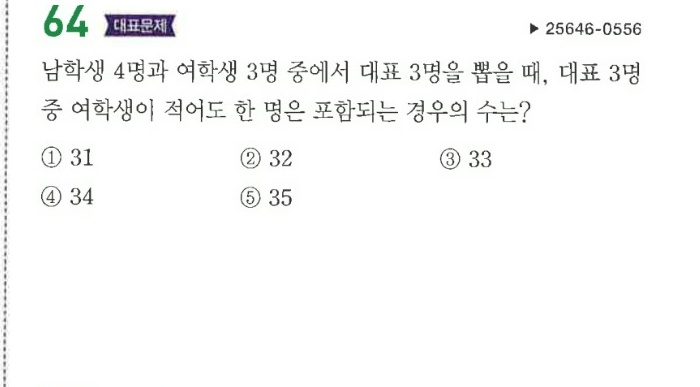 64 대표문제 ▶ 25646-0556
남학생 4명과 여학생 3명 중에서 대표 3명을 뽑을 때, 대표 3명
중 여학생이 적어도 한 명은 포함되는 경우의 수는?
① 31 ② 32 ③ 33
④ 34 ⑤ 35